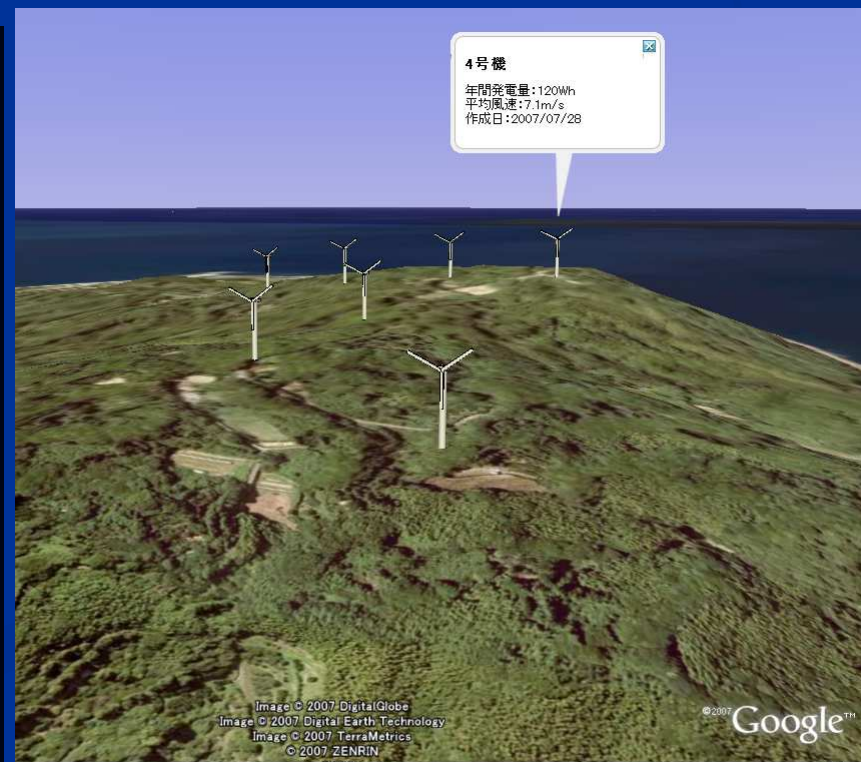 4号機
年間発電量:120Wh
平均風速:7.1m/s
作成日:2007/07/28
Image © 2007 DigitalGlobe
Image © 2007 Digital Earth Technology
Image © 2007 TerraMetrics
© 2007 ZENRIN
©2007 Google™